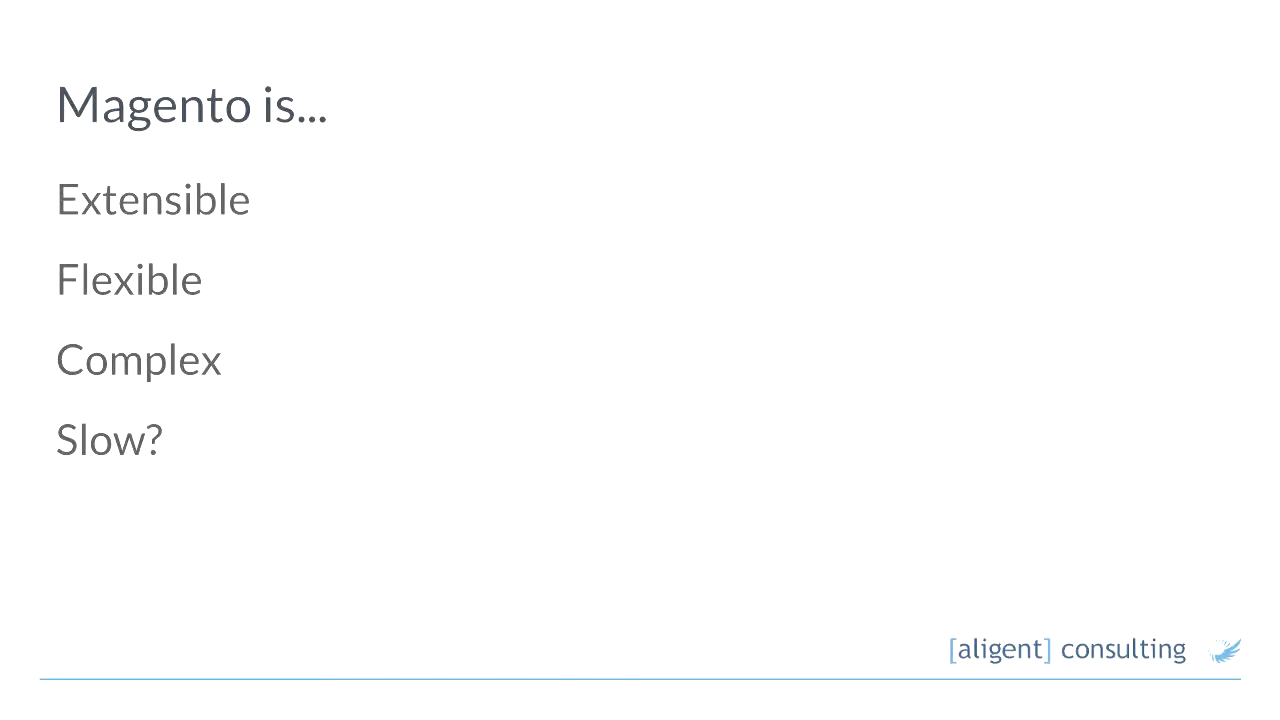 Magento is...
Extensible
Flexible
Complex
Slow?
[aligent] consulting